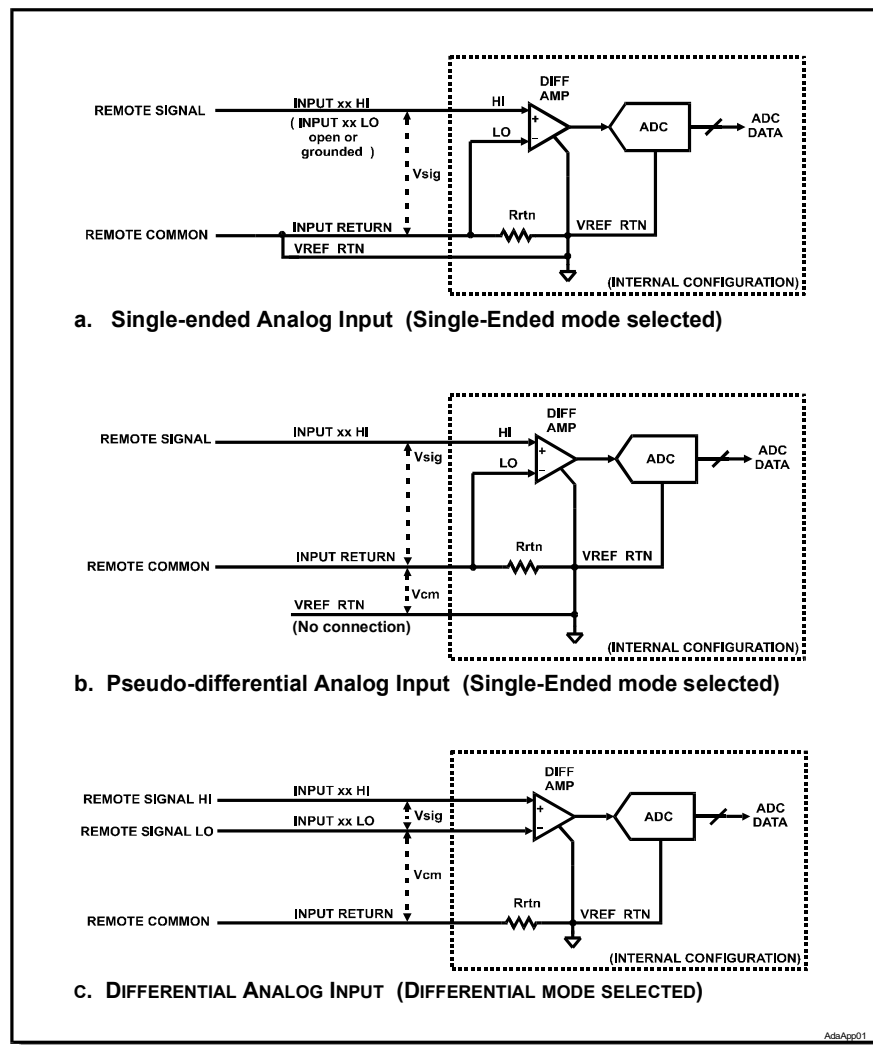 DIFF
AMP
REMOTE SIGNAL
INPUT xx HI
HI
( INPUT xx LO
open or
grounded )
LO
+
−
ADC
ADC
DATA
Vsig
REMOTE COMMON
INPUT RETURN
Rrtn
VREF RTN
VREF RTN
(INTERNAL CONFIGURATION)
a. Single-ended Analog Input (Single-Ended mode selected)
DIFF
AMP
REMOTE SIGNAL
INPUT xx HI
HI
Vsig
LO
+
−
ADC
ADC
DATA
REMOTE COMMON
INPUT RETURN
Rrtn
VREF RTN
Vcm
VREF RTN
(No connection)
(INTERNAL CONFIGURATION)
b. Pseudo-differential Analog Input (Single-Ended mode selected)
DIFF
AMP
REMOTE SIGNAL HI
INPUT xx HI
Vsig
REMOTE SIGNAL LO
INPUT xx LO
+
−
ADC
ADC
DATA
Vcm
REMOTE COMMON
INPUT RETURN
Rrtn
VREF RTN
(INTERNAL CONFIGURATION)
C. DIFFERENTIAL ANALOG INPUT (DIFFERENTIAL MODE SELECTED)
AdaApp01